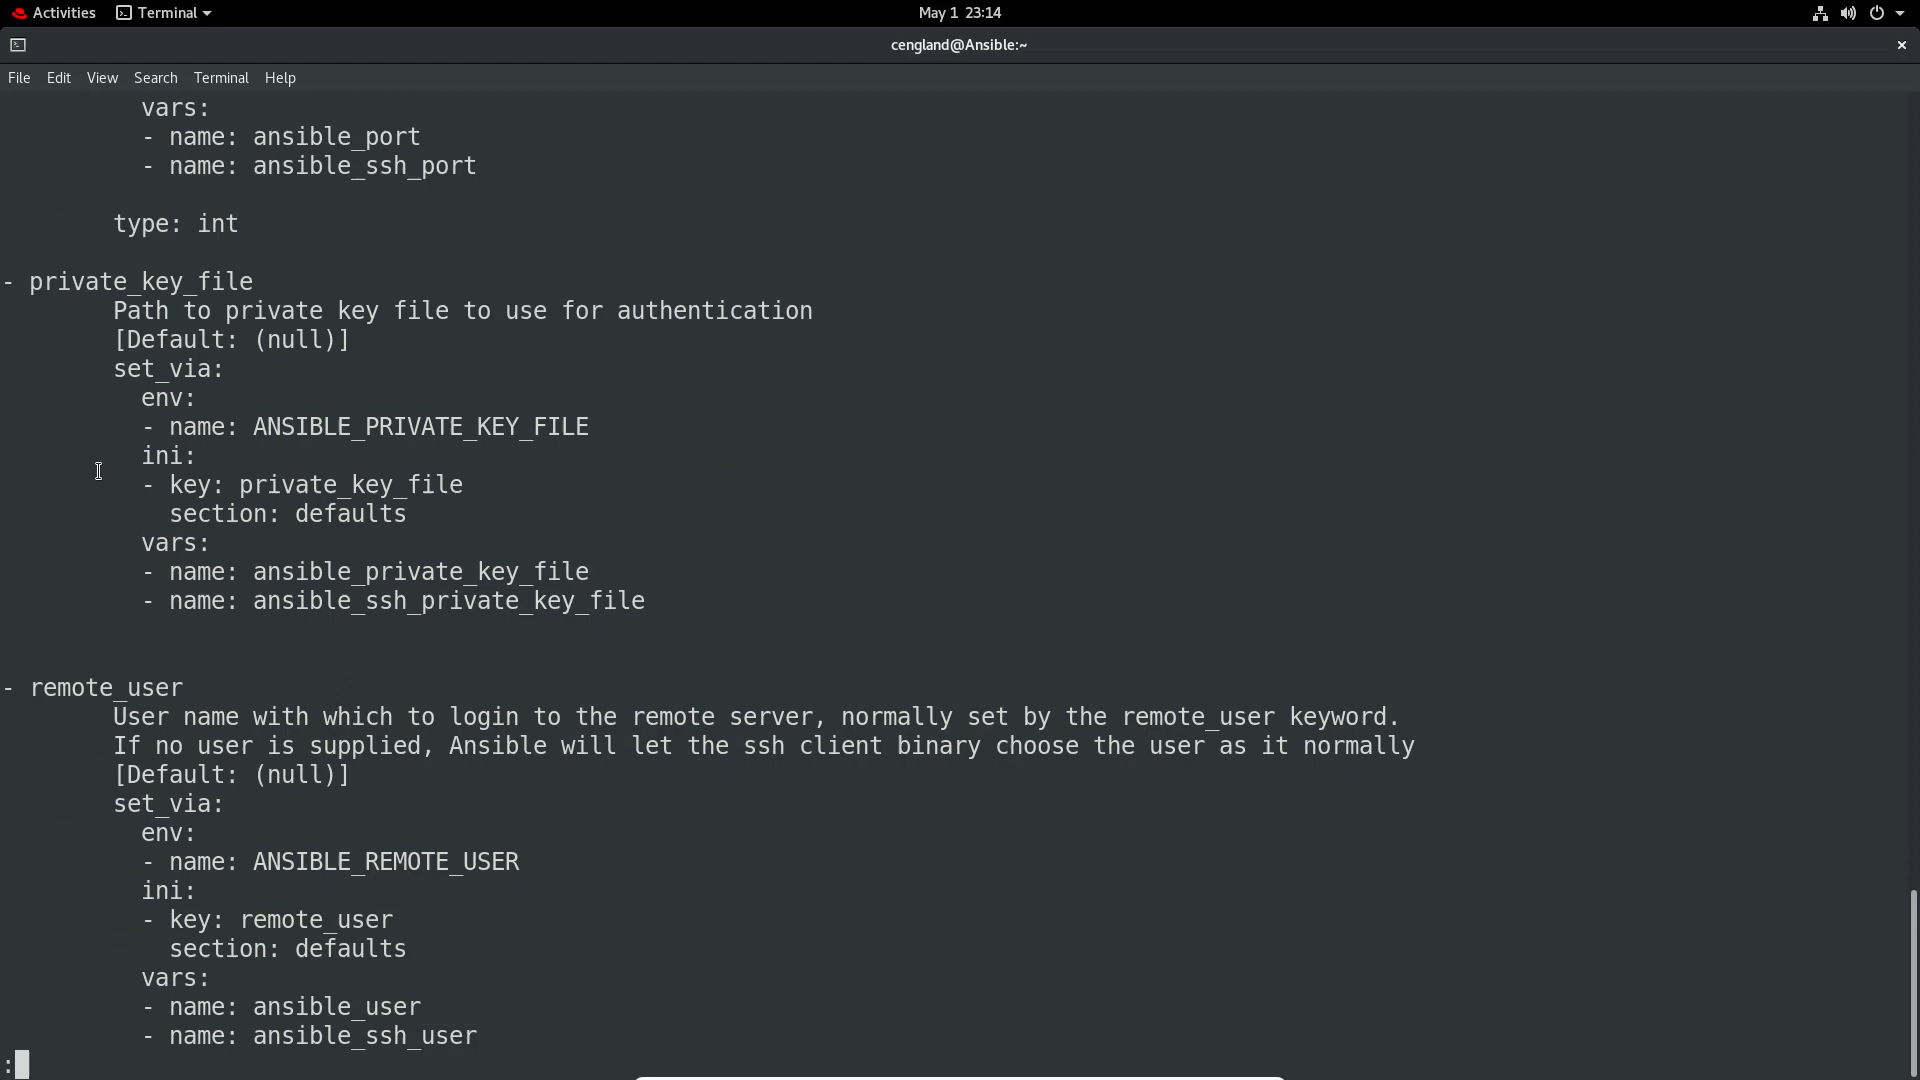 Activities Terminal May 1 23:14
cengland@Ansible:~
File Edit View Search Terminal Help
vars:
- name: ansible_port
- name: ansible_ssh_port
type: int
- private_key_file
Path to private key file to use for authentication
[Default: (null)]
set_via:
env:
- name: ANSIBLE_PRIVATE_KEY_FILE
ini:
- key: private_key_file
section: defaults
vars:
- name: ansible_private_key_file
- name: ansible_ssh_private_key_file
- remote_user
User name with which to login to the remote server, normally set by the remote_user keyword.
If no user is supplied, Ansible will let the ssh client binary choose the user as it normally
[Default: (null)]
set_via:
env:
- name: ANSIBLE_REMOTE_USER
ini:
- key: remote_user
section: defaults
vars:
- name: ansible_user
- name: ansible_ssh_user
: